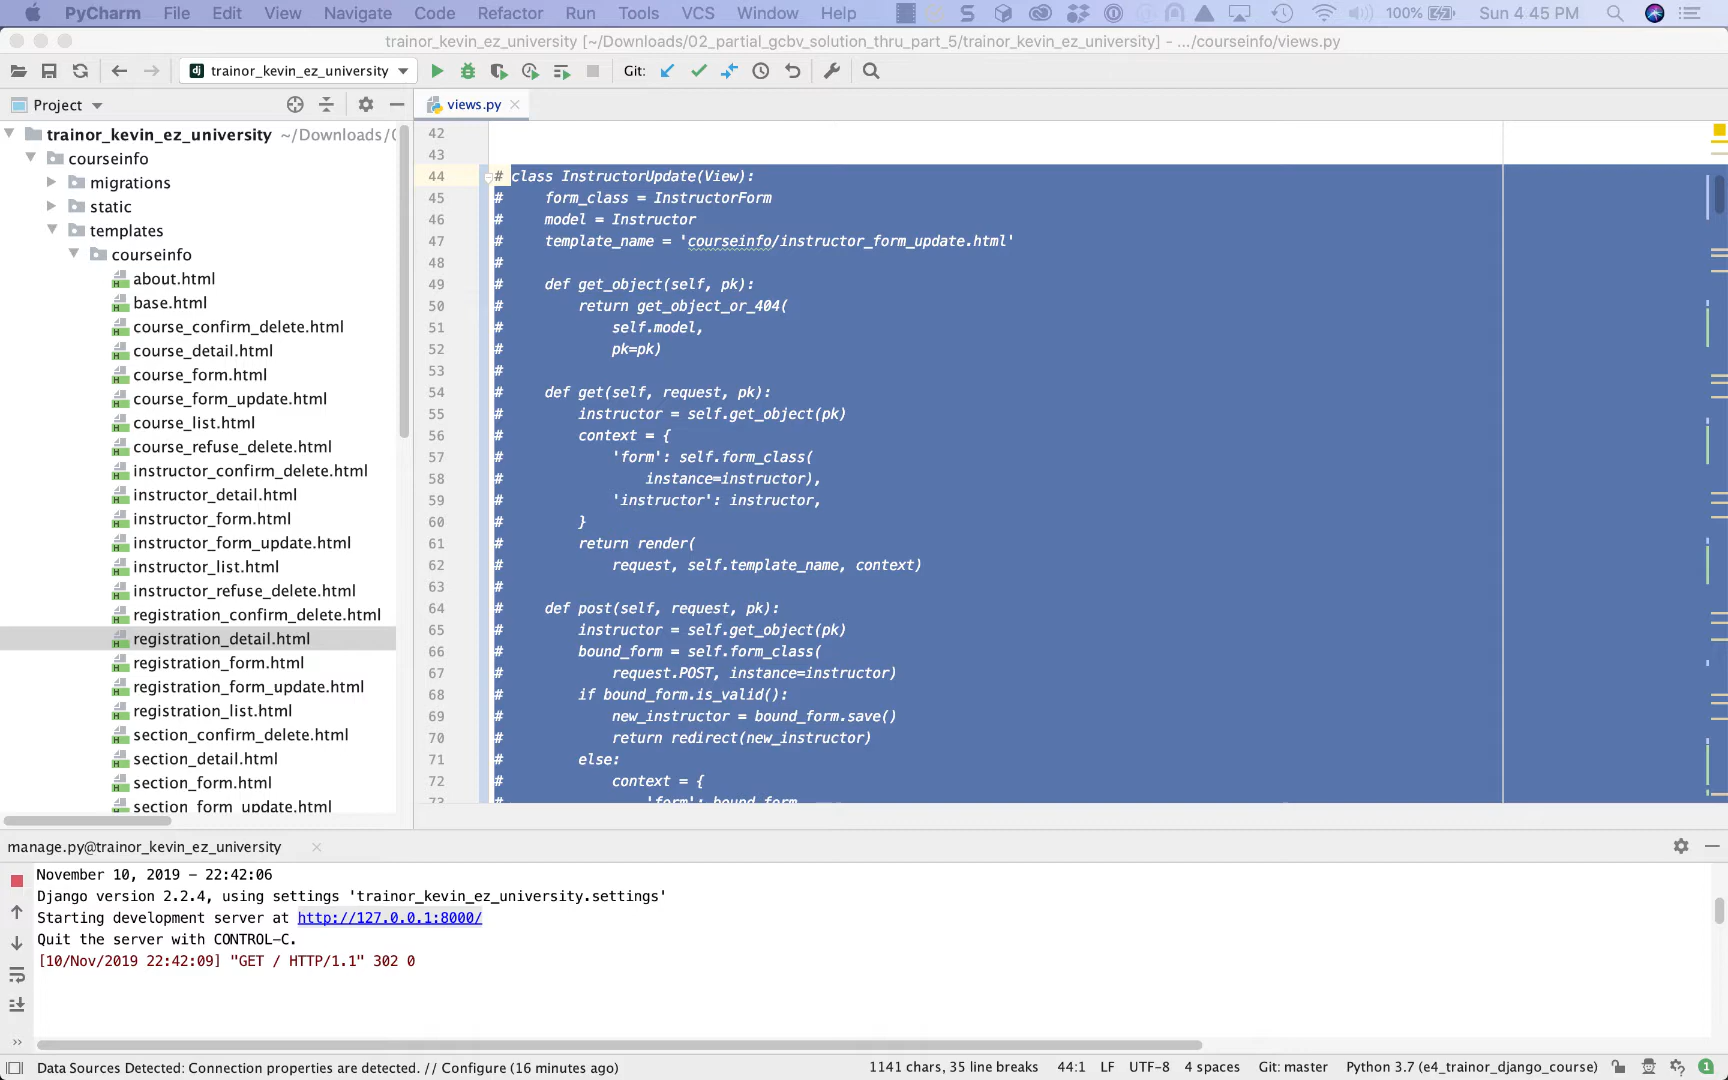 PyCharm File Edit View Navigate Code Refactor Run Tools VCS Window Help 100% Sun 4:45 PM
trainor_kevin_ez_university [~/Downloads/02_partial_gcbv_solution_thru_part_5/trainor_kevin_ez_university] - .../courseinfo/views.py
trainor_kevin_ez_university Git:
Project
views.py
trainor_kevin_ez_university ~/Downloads/
courseinfo
migrations
static
templates
courseinfo
about.html
base.html
course_confirm_delete.html
course_detail.html
course_form.html
course_form_update.html
course_list.html
course_refuse_delete.html
instructor_confirm_delete.html
instructor_detail.html
instructor_form.html
instructor_form_update.html
instructor_list.html
instructor_refuse_delete.html
registration_confirm_delete.html
registration_detail.html
registration_form.html
registration_form_update.html
registration_list.html
section_confirm_delete.html
section_detail.html
section_form.html
section_form_update.html
42
43
44 # class InstructorUpdate(View):
45 #     form_class = InstructorForm
46 #     model = Instructor
47 #     template_name = 'courseinfo/instructor_form_update.html'
48 #
49 #     def get_object(self, pk):
50 #         return get_object_or_404(
51 #             self.model,
52 #             pk=pk)
53 #
54 #     def get(self, request, pk):
55 #         instructor = self.get_object(pk)
56 #         context = {
57 #             'form': self.form_class(
58 #                 instance=instructor),
59 #             'instructor': instructor,
60 #         }
61 #         return render(
62 #             request, self.template_name, context)
63 #
64 #     def post(self, request, pk):
65 #         instructor = self.get_object(pk)
66 #         bound_form = self.form_class(
67 #             request.POST, instance=instructor)
68 #         if bound_form.is_valid():
69 #             new_instructor = bound_form.save()
70 #             return redirect(new_instructor)
71 #         else:
72 #             context = {
73 #                 'form': bound_form
manage.py@trainor_kevin_ez_university
November 10, 2019 - 22:42:06
Django version 2.2.4, using settings 'trainor_kevin_ez_university.settings'
Starting development server at http://127.0.0.1:8000/
Quit the server with CONTROL-C.
[10/Nov/2019 22:42:09] "GET / HTTP/1.1" 302 0
Data Sources Detected: Connection properties are detected. // Configure (16 minutes ago) 1141 chars, 35 line breaks 44:1 LF UTF-8 4 spaces Git: master Python 3.7 (e4_trainor_django_course) 1